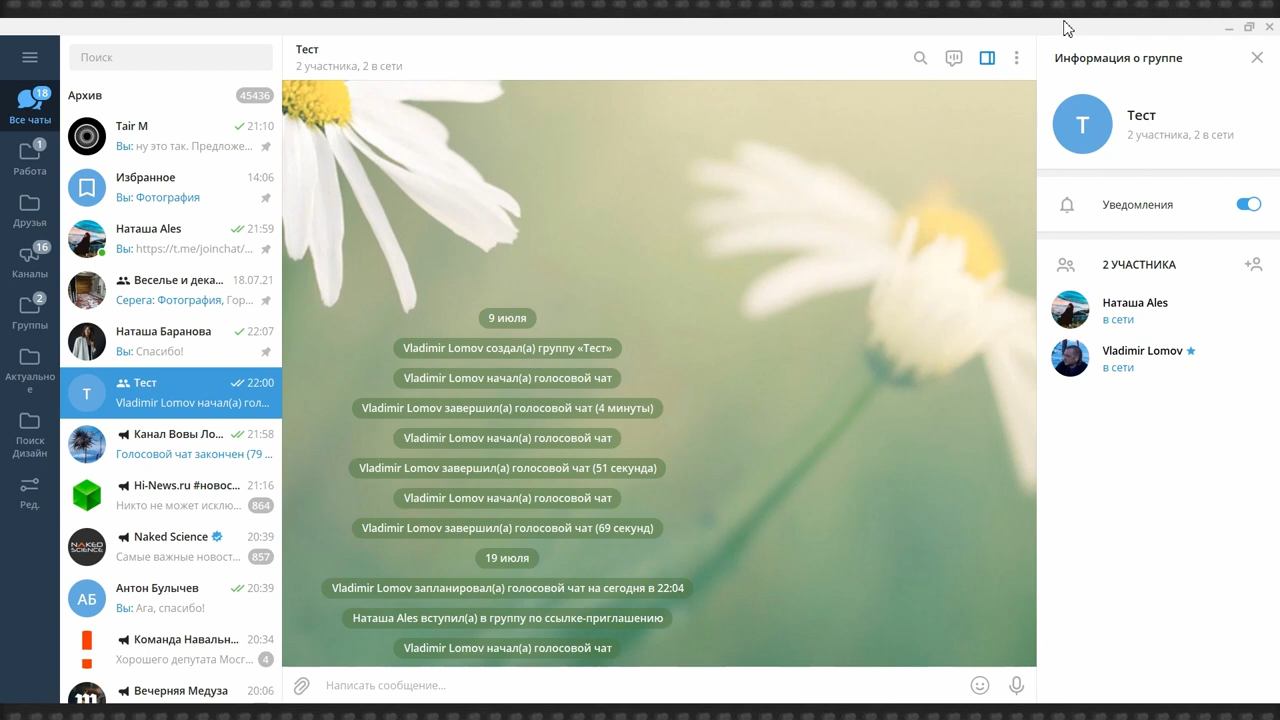 18
Все чаты
1
Работа
Друзья
16
Каналы
2
Группы
Актуально
е
Поиск
Дизайн
Ред.
Поиск
Архив
45436
Tair M
21:10
Вы: ну это так. Предложе...
Избранное
14:06
Вы: Фотография
Наташа Ales
21:59
Вы: https://t.me/joinchat/...
Веселье и дека...
18.07.21
Серега: Фотография, Гор...
Наташа Баранова
22:07
Вы: Спасибо!
Т
Тест
22:00
Vladimir Lomov начал(а) гол...
Канал Вовы Ло...
21:58
Голосовой чат закончен (79 ...
Hi-News.ru #новос...
21:16
Никто не может исклю...
864
NAKED
SCIENCE
Naked Science
20:39
Самые важные новост...
857
АБ
Антон Булычев
20:39
Вы: Ага, спасибо!
Команда Навальн...
20:34
Хорошего депутата Мосг...
4
m
Вечерняя Медуза
20:06
Тест
2 участника, 2 в сети
9 июля
Vladimir Lomov создал(а) группу «Тест»
Vladimir Lomov начал(а) голосовой чат
Vladimir Lomov завершил(а) голосовой чат (4 минуты)
Vladimir Lomov начал(а) голосовой чат
Vladimir Lomov завершил(а) голосовой чат (51 секунда)
Vladimir Lomov начал(а) голосовой чат
Vladimir Lomov завершил(а) голосовой чат (69 секунд)
19 июля
Vladimir Lomov запланировал(а) голосовой чат на сегодня в 22:04
Наташа Ales вступил(а) в группу по ссылке-приглашению
Vladimir Lomov начал(а) голосовой чат
Написать сообщение...
Информация о группе
Т
Тест
2 участника, 2 в сети
Уведомления
2 УЧАСТНИКА
Наташа Ales
в сети
Vladimir Lomov
в сети